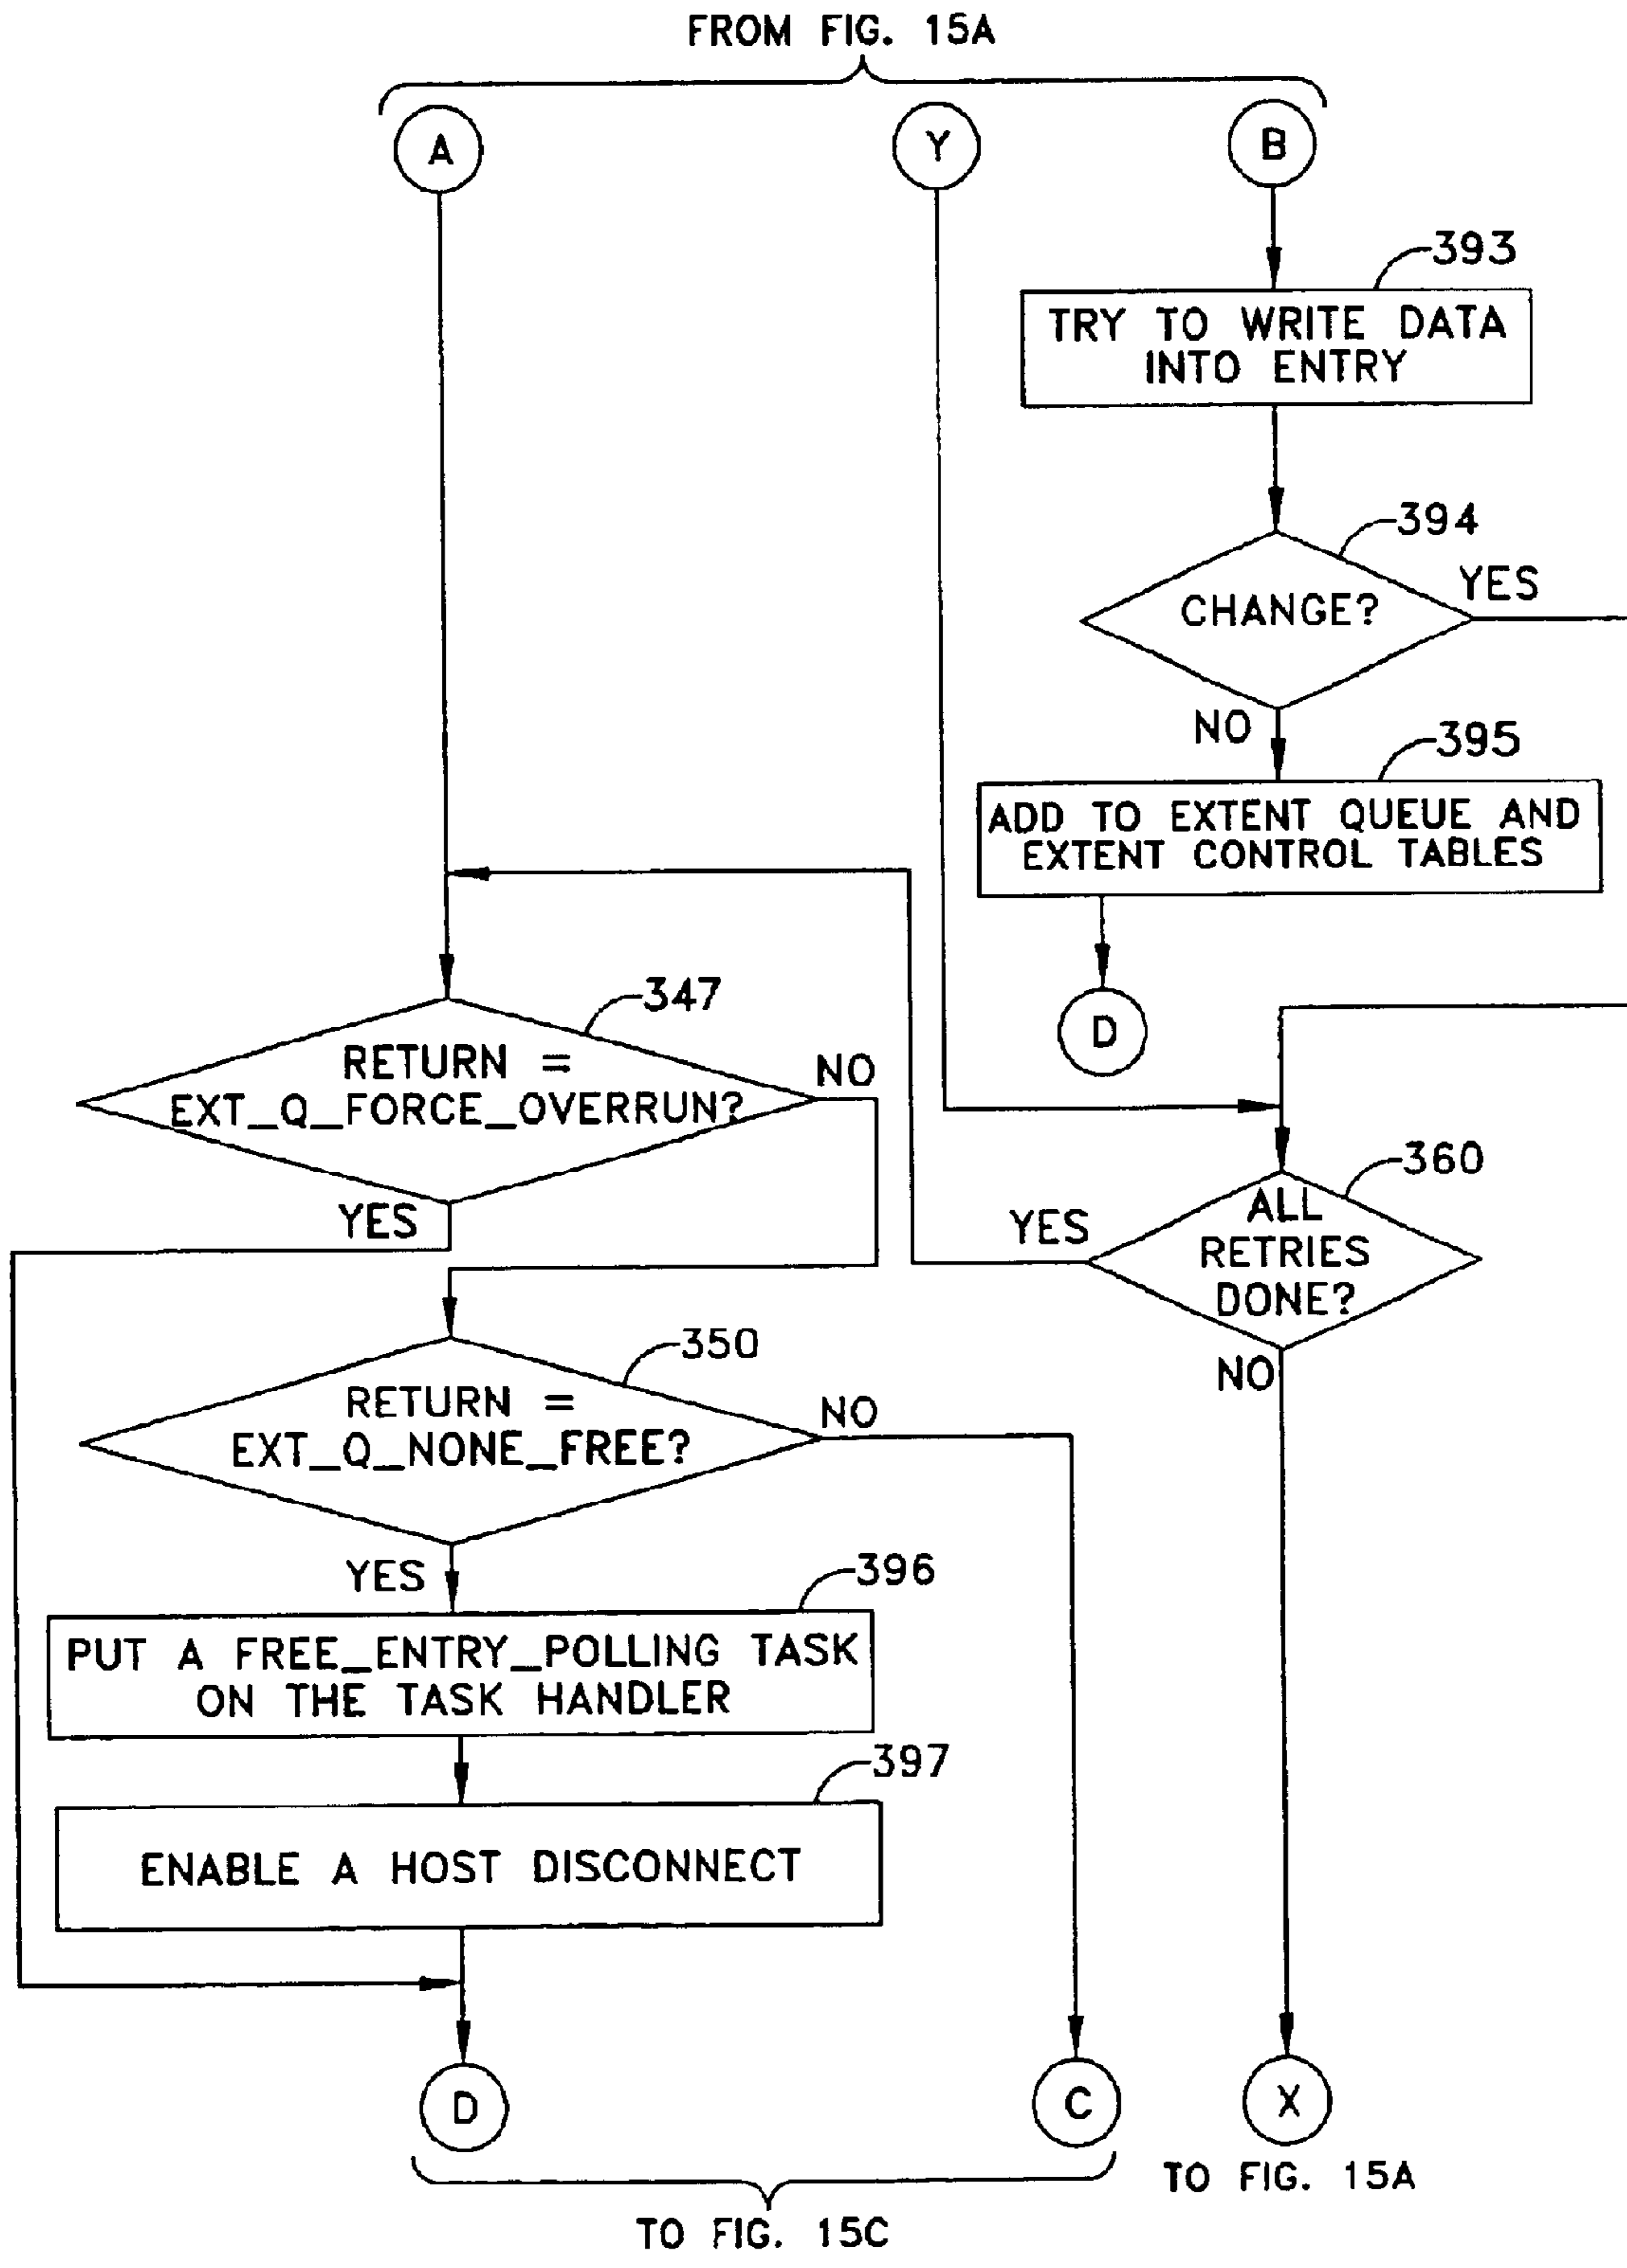 FROM FIG. 15A
A
Y
B
393
TRY TO WRITE DATA
INTO ENTRY
394
CHANGE?
YES
NO
395
ADD TO EXTENT QUEUE AND
EXTENT CONTROL TABLES
D
347
RETURN =
EXT_Q_FORCE_OVERRUN?
NO
YES
360
ALL
RETRIES
DONE?
YES
NO
350
RETURN =
EXT_Q_NONE_FREE?
NO
YES
396
PUT A FREE_ENTRY_POLLING TASK
ON THE TASK HANDLER
397
ENABLE A HOST DISCONNECT
D
C
X
TO FIG. 15A
TO FIG. 15C